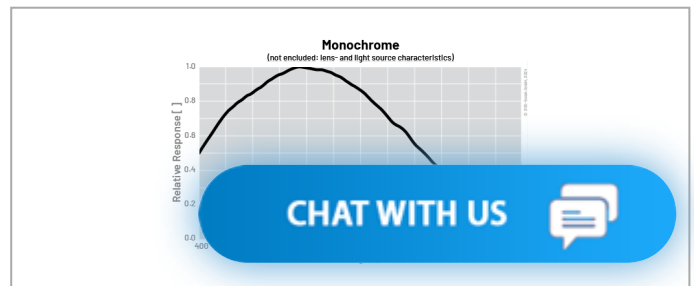 Monochrome
(not encluded: lens- and light source characteristics)
1.0
0.8
0.6
0.4
0.2
0.0
Relative Response [ ]
400
CHAT WITH US